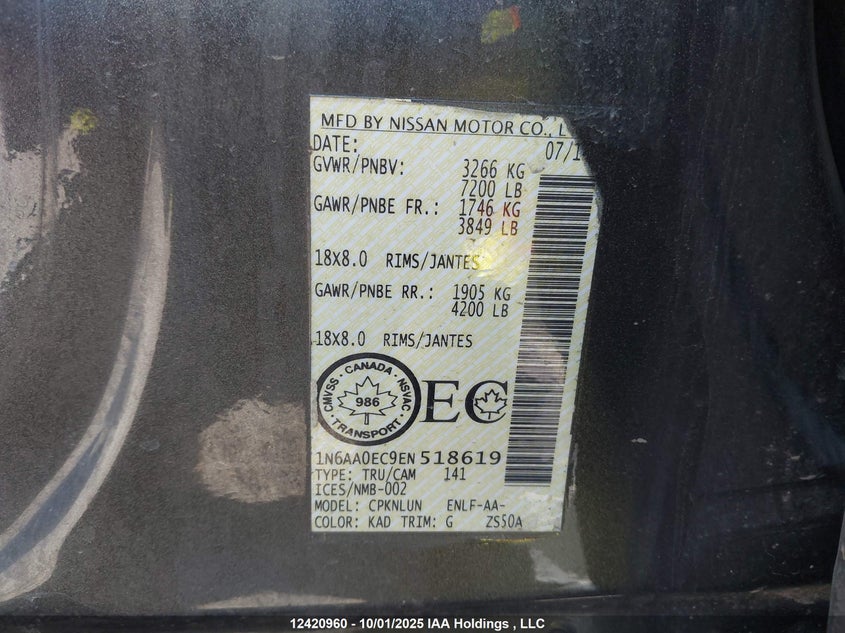 MFD BY NISSAN MOTOR CO., L
DATE: 07/1
GVWR/PNBV: 3266 KG
7200 LB
GAWR/PNBE FR.: 1746 KG
3849 LB
18X8.0 RIMS/JANTES
GAWR/PNBE RR.: 1905 KG
4200 LB
18X8.0 RIMS/JANTES
CMVSS · CANADA · NSVAC · TRANSPORT ·
986
EC
1N6AA0EC9EN 518619
TYPE: TRU/CAM 141
ICES/NMB-002
MODEL: CPKNLUN ENLF-AA-
COLOR: KAD TRIM: G ZS50A
12420960 - 10/01/2025 IAA Holdings , LLC